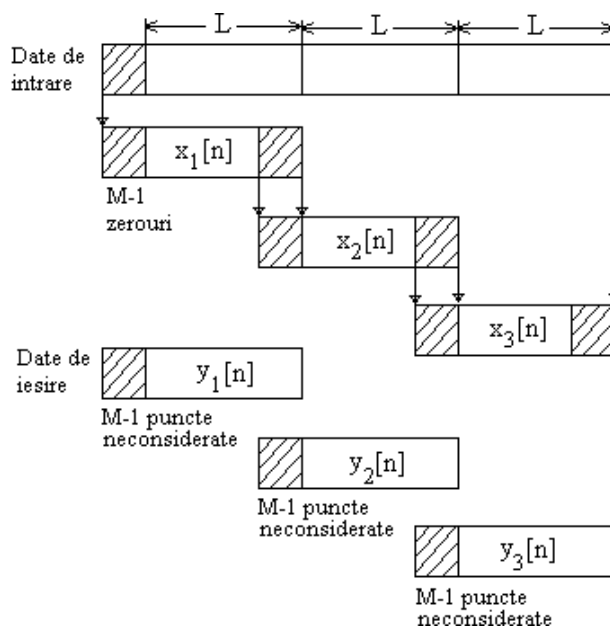 L L L
Date de
intrare
x1[n]
M-1
zerouri
x2[n]
x3[n]
Date de
iesire
y1[n]
M-1 puncte
neconsiderate
y2[n]
M-1 puncte
neconsiderate
y3[n]
M-1 puncte
neconsiderate